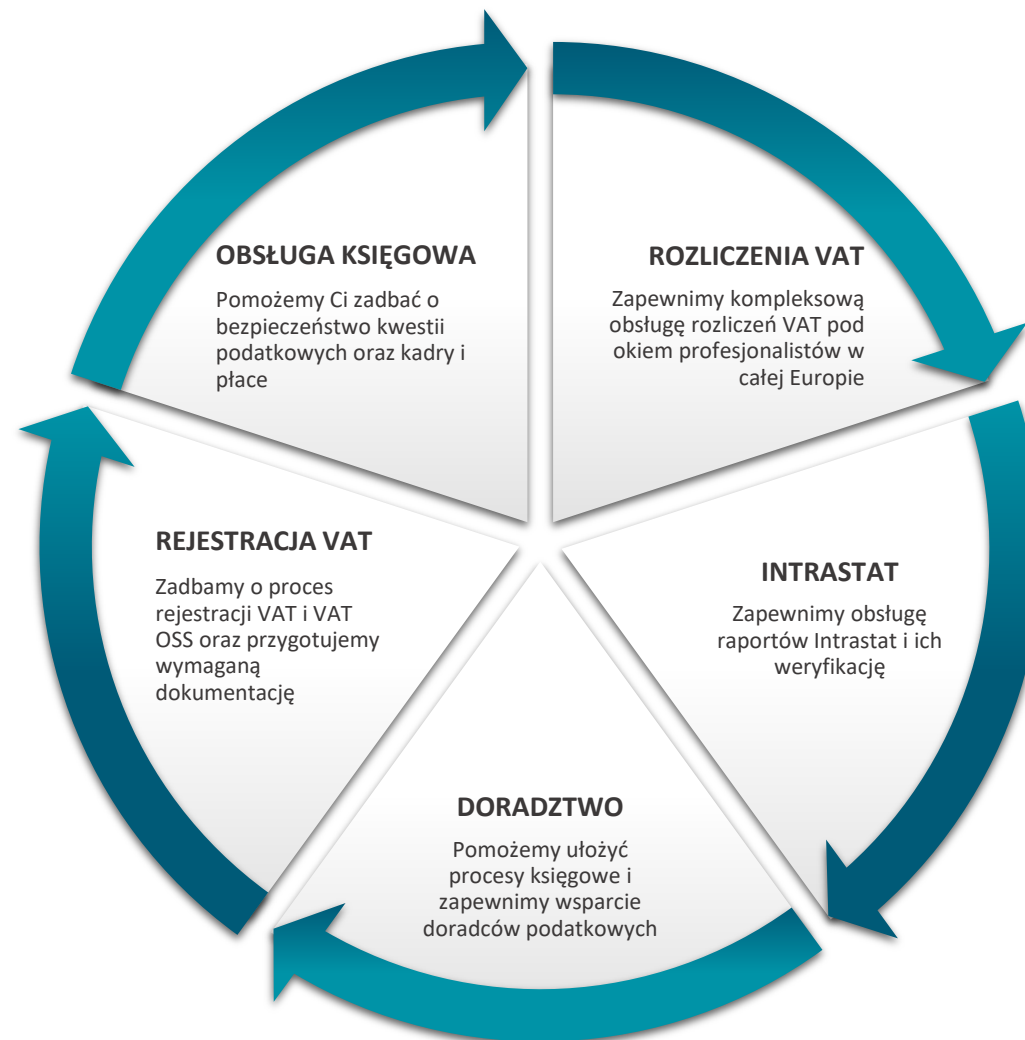 OBSŁUGA KSIĘGOWA
Pomożemy Ci zadbać o
bezpieczeństwo kwestii
podatkowych oraz kadry i
płace
ROZLICZENIA VAT
Zapewnimy kompleksową
obsługę rozliczeń VAT pod
okiem profesjonalistów w
całej Europie
REJESTRACJA VAT
Zadbamy o proces
rejestracji VAT i VAT
OSS oraz przygotujemy
wymaganą
dokumentację
INTRASTAT
Zapewnimy obsługę
raportów Intrastat i ich
weryfikację
DORADZTWO
Pomożemy ułożyć
procesy księgowe i
zapewnimy wsparcie
doradców podatkowych